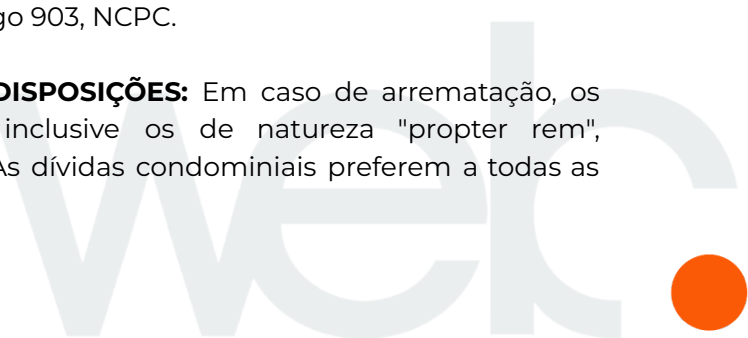 go 903, NCPC.
DISPOSIÇÕES: Em caso de arrematação, os
inclusive os de natureza "propter rem",
As dívidas condominiais preferem a todas as
web.